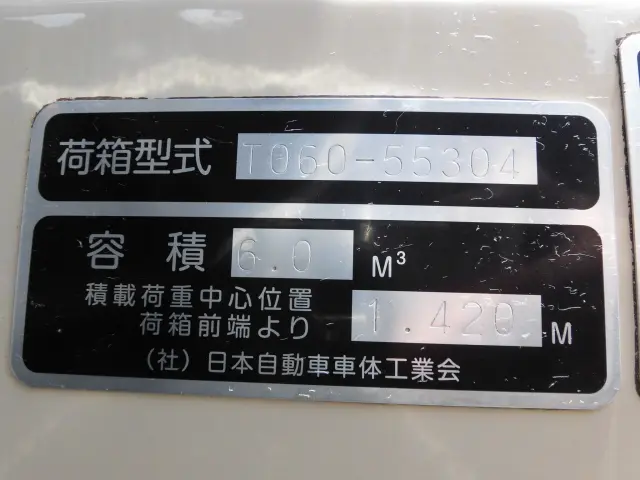 荷箱型式 T060-55304
容積 6.0 M³
積載荷重中心位置
荷箱前端より 1.420 M
(社)日本自動車車体工業会